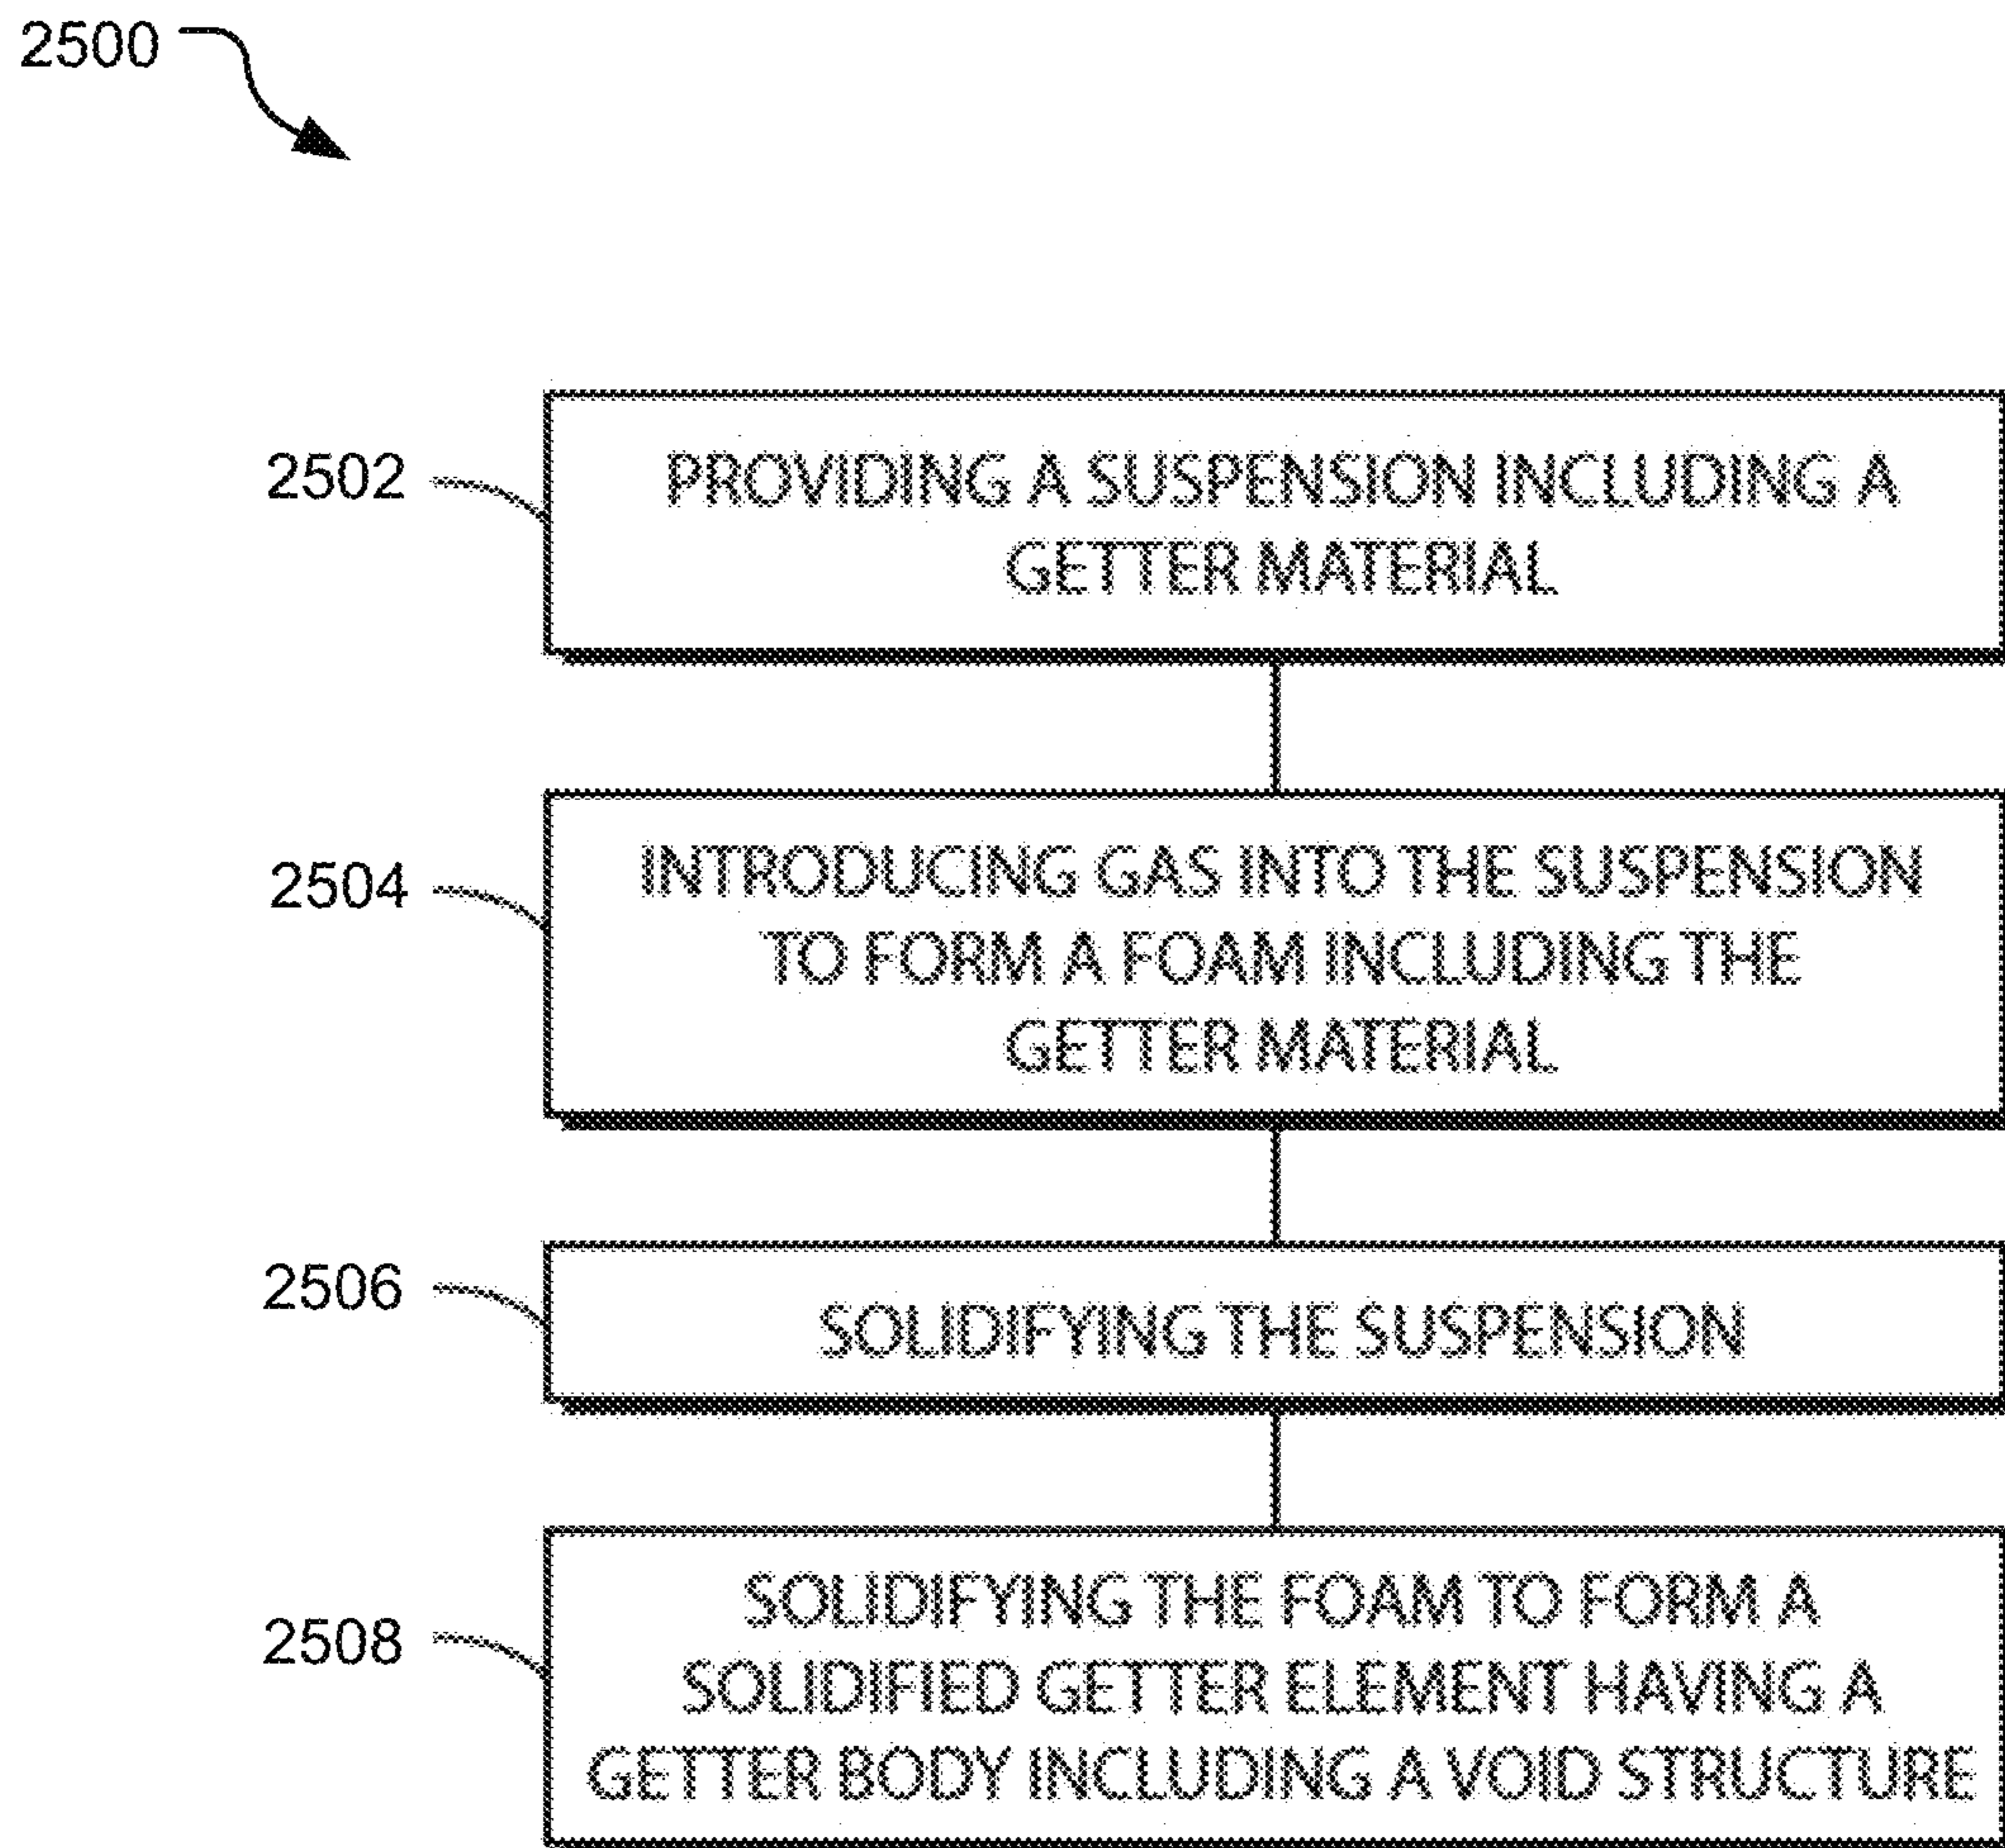 2500
2502
PROVIDING A SUSPENSION INCLUDING A
GETTER MATERIAL
2504
INTRODUCING GAS INTO THE SUSPENSION
TO FORM A FOAM INCLUDING THE
GETTER MATERIAL
2506
SOLIDIFYING THE SUSPENSION
2508
SOLIDIFYING THE FOAM TO FORM A
SOLIDIFIED GETTER ELEMENT HAVING A
GETTER BODY INCLUDING A VOID STRUCTURE